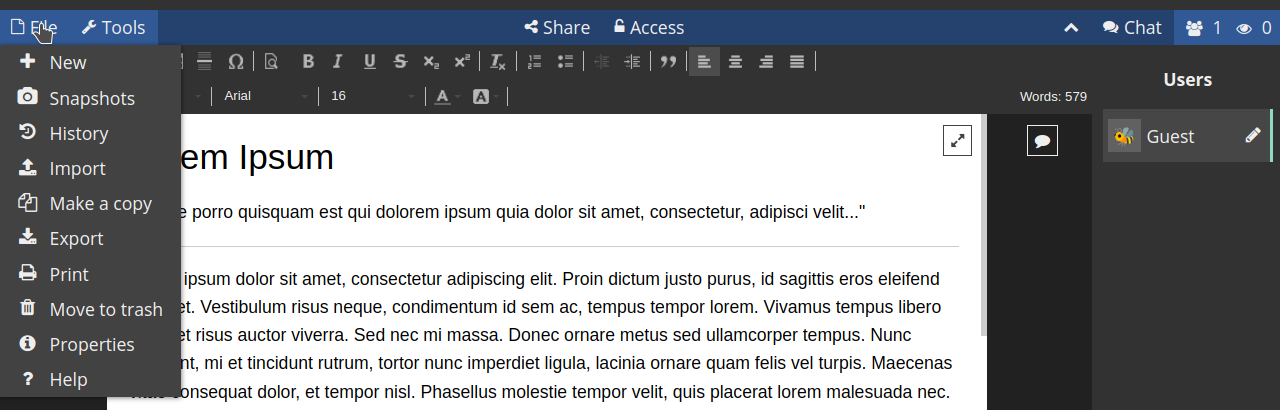 File Tools Share Access Chat 1 0
New
Snapshots
History
Import
Make a copy
Export
Print
Move to trash
Properties
Help
Arial 16 Words: 579
em Ipsum
e porro quisquam est qui dolorem ipsum quia dolor sit amet, consectetur, adipisci velit..."
ipsum dolor sit amet, consectetur adipiscing elit. Proin dictum justo purus, id sagittis eros eleifend
et. Vestibulum risus neque, condimentum id sem ac, tempus tempor lorem. Vivamus tempus libero
et risus auctor viverra. Sed nec mi massa. Donec ornare metus sed ullamcorper tempus. Nunc
nt, mi et tincidunt rutrum, tortor nunc imperdiet ligula, lacinia ornare quam felis vel turpis. Maecenas
consequat dolor, et tempor nisl. Phasellus molestie tempor velit, quis placerat lorem malesuada nec.
Users
Guest